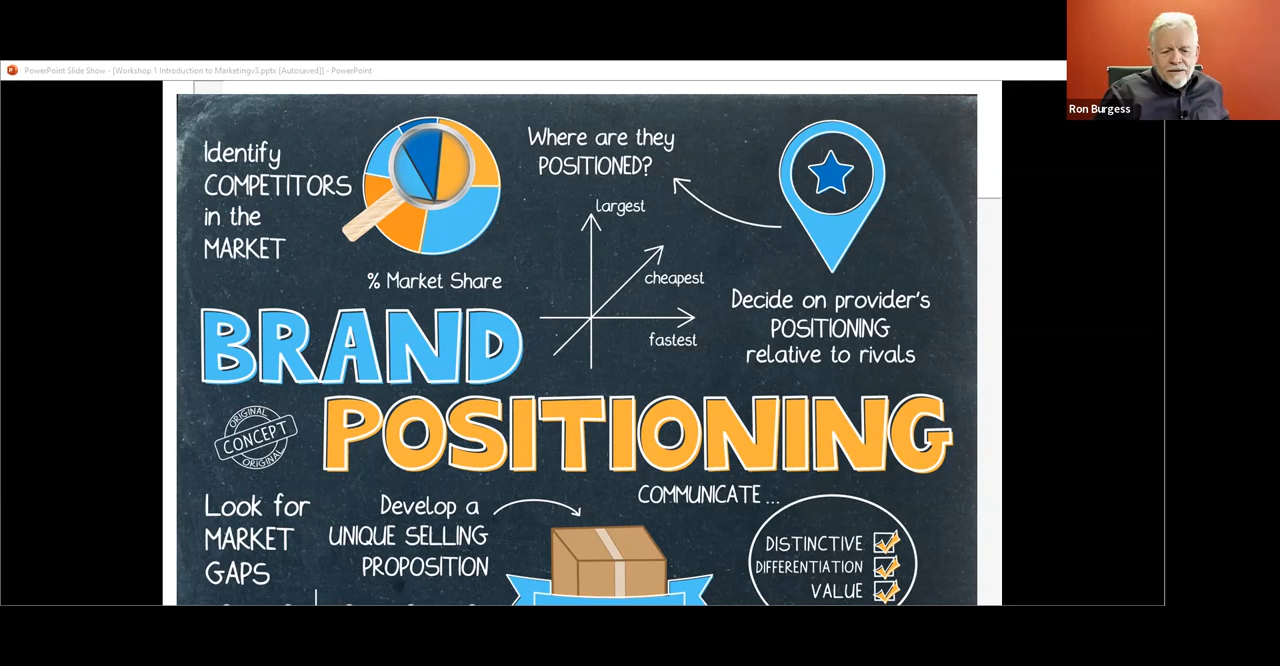 PowerPoint Slide Show - [Workshop 1 Introduction to Marketingv3.pptx [Autosaved]] - PowerPoint
Ron Burgess
Identify
COMPETITORS
in the
MARKET
% Market Share
Where are they
POSITIONED?
largest
cheapest
fastest
Decide on provider's
POSITIONING
relative to rivals
BRAND
POSITIONING
ORIGINAL
CONCEPT
ORIGINAL
Look for
MARKET
GAPS
Develop a
UNIQUE SELLING
PROPOSITION
COMMUNICATE ...
DISTINCTIVE
DIFFERENTIATION
VALUE